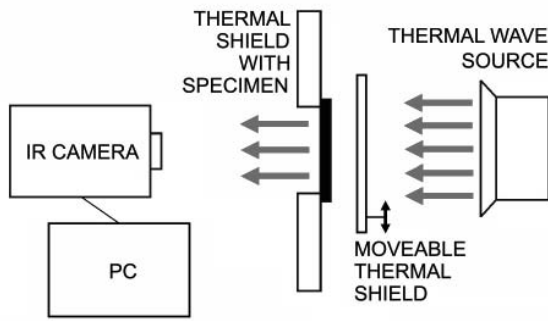 THERMAL
SHIELD
WITH
SPECIMEN
THERMAL WAVE
SOURCE
IR CAMERA
PC
MOVEABLE
THERMAL
SHIELD